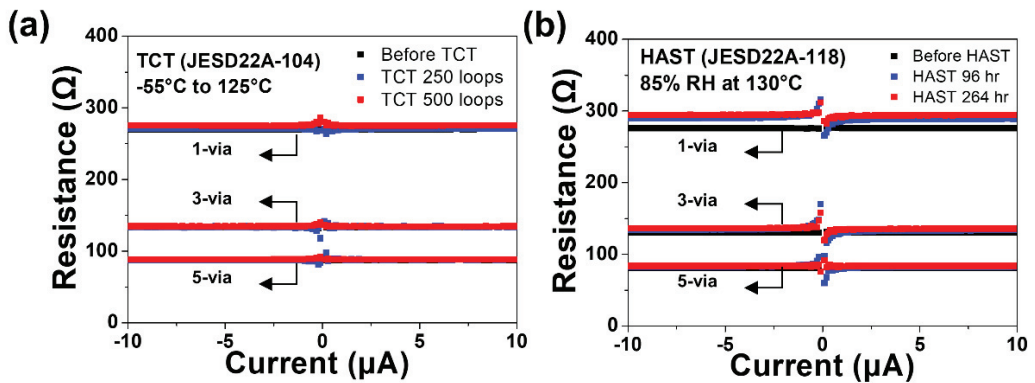 (a)
TCT (JESD22A-104)
-55°C to 125°C
Before TCT
TCT 250 loops
TCT 500 loops
1-via
3-via
5-via
Resistance (Ω)
400
300
200
100
0
-10
-5
0
5
10
Current (μA)
(b)
HAST (JESD22A-118)
85% RH at 130°C
Before HAST
HAST 96 hr
HAST 264 hr
1-via
3-via
5-via
Resistance (Ω)
400
300
200
100
0
-10
-5
0
5
10
Current (μA)